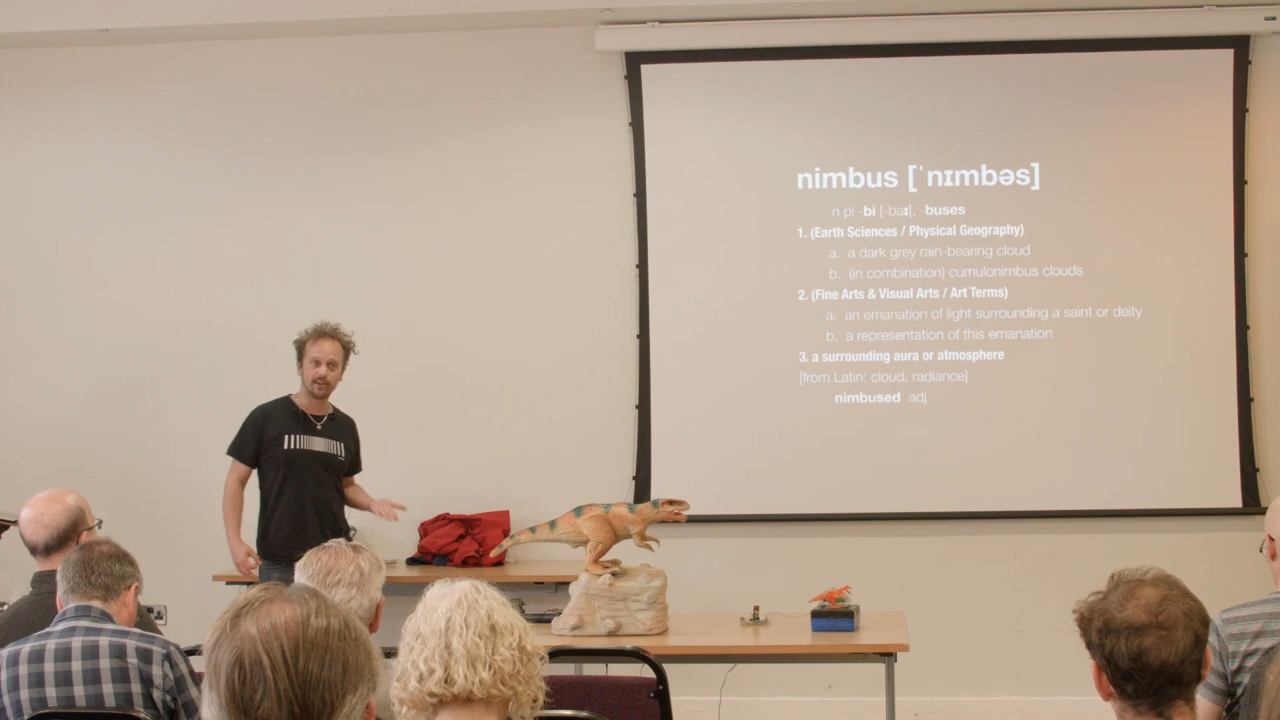 nimbus [ˈnɪmbəs]
n pl -bi [-baɪ], -buses
1. (Earth Sciences / Physical Geography)
a. a dark grey rain-bearing cloud
b. (in combination) cumulonimbus clouds
2. (Fine Arts & Visual Arts / Art Terms)
a. an emanation of light surrounding a saint or deity
b. a representation of this emanation
3. a surrounding aura or atmosphere
[from Latin: cloud, radiance]
nimbused adj